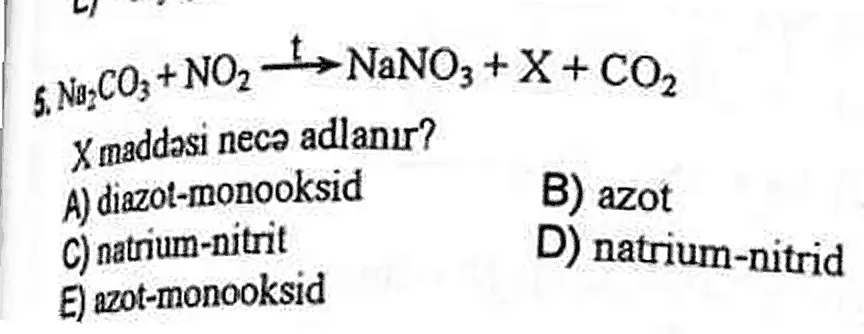 5. Na₂CO₃ + NO₂ —t→ NaNO₃ + X + CO₂
X maddəsi necə adlanır?
A) diazot-monooksid B) azot
C) natrium-nitrit D) natrium-nitrid
E) azot-monooksid